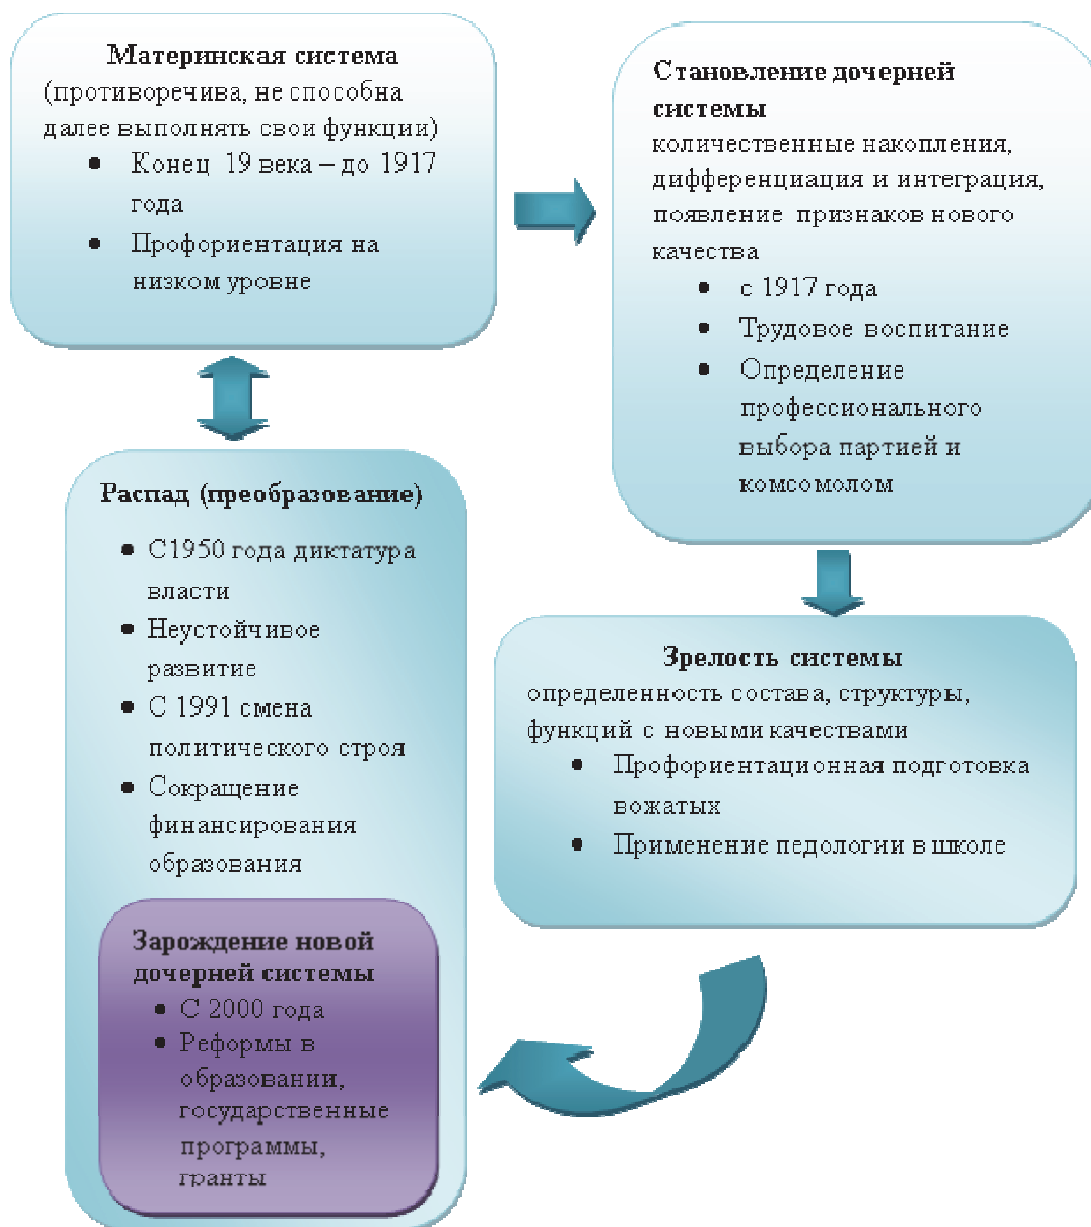 Материнская система
(противоречива, не способна
далее выполнять свои функции)
• Конец 19 века – до 1917
года
• Профориентация на
низком уровне
Становление дочерней
системы
количественные накопления,
дифференциация и интеграция,
появление признаков нового
качества
• с 1917 года
• Трудовое воспитание
• Определение
профессионального
выбора партией и
комсомолом
Зрелость системы
определенность состава, структуры,
функций с новыми качествами
• Профориентационная подготовка
вожатых
• Применение педологии в школе
Распад (преобразование)
• С1950 года диктатура
власти
• Неустойчивое
развитие
• С 1991 смена
политического строя
• Сокращение
финансирования
образования
Зарождение новой
дочерней системы
• С 2000 года
• Реформы в
образовании,
государственные
программы,
гранты